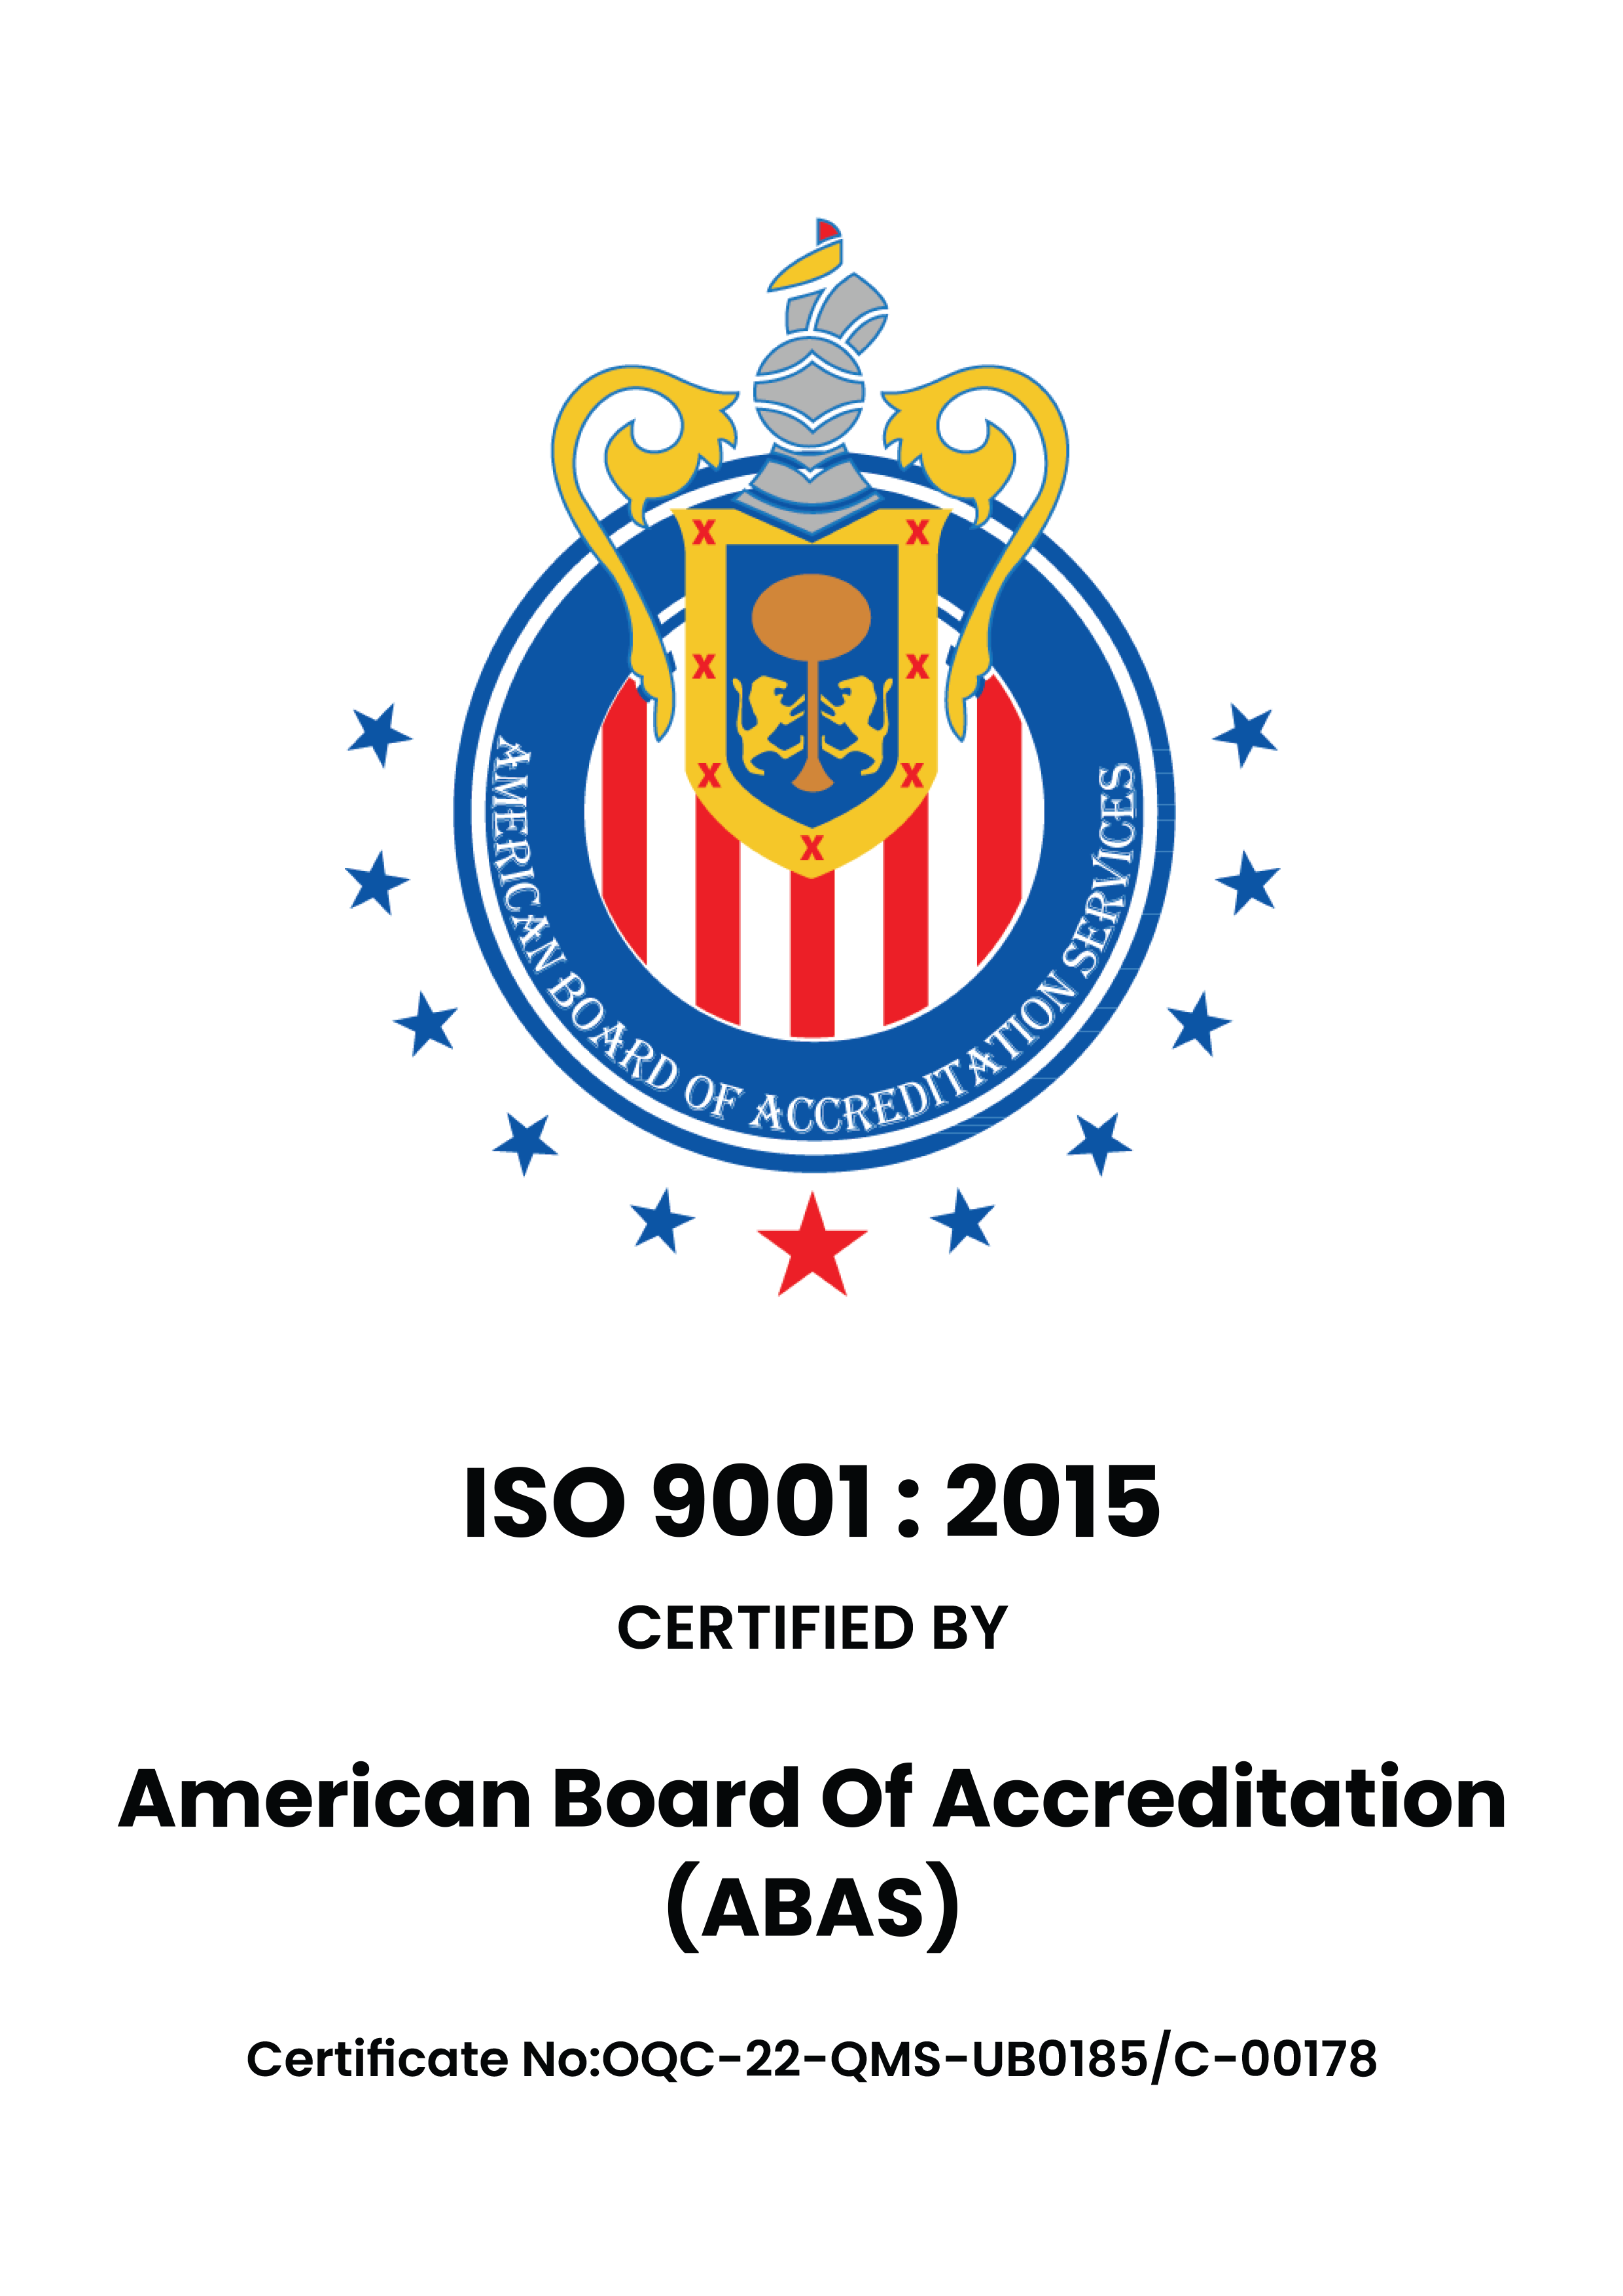 AMERICAN BOARD OF ACCREDITATION SERVICES
X X
X X
X X
X
ISO 9001 : 2015
CERTIFIED BY
American Board Of Accreditation
(ABAS)
Certificate No:OQC-22-QMS-UB0185/C-00178